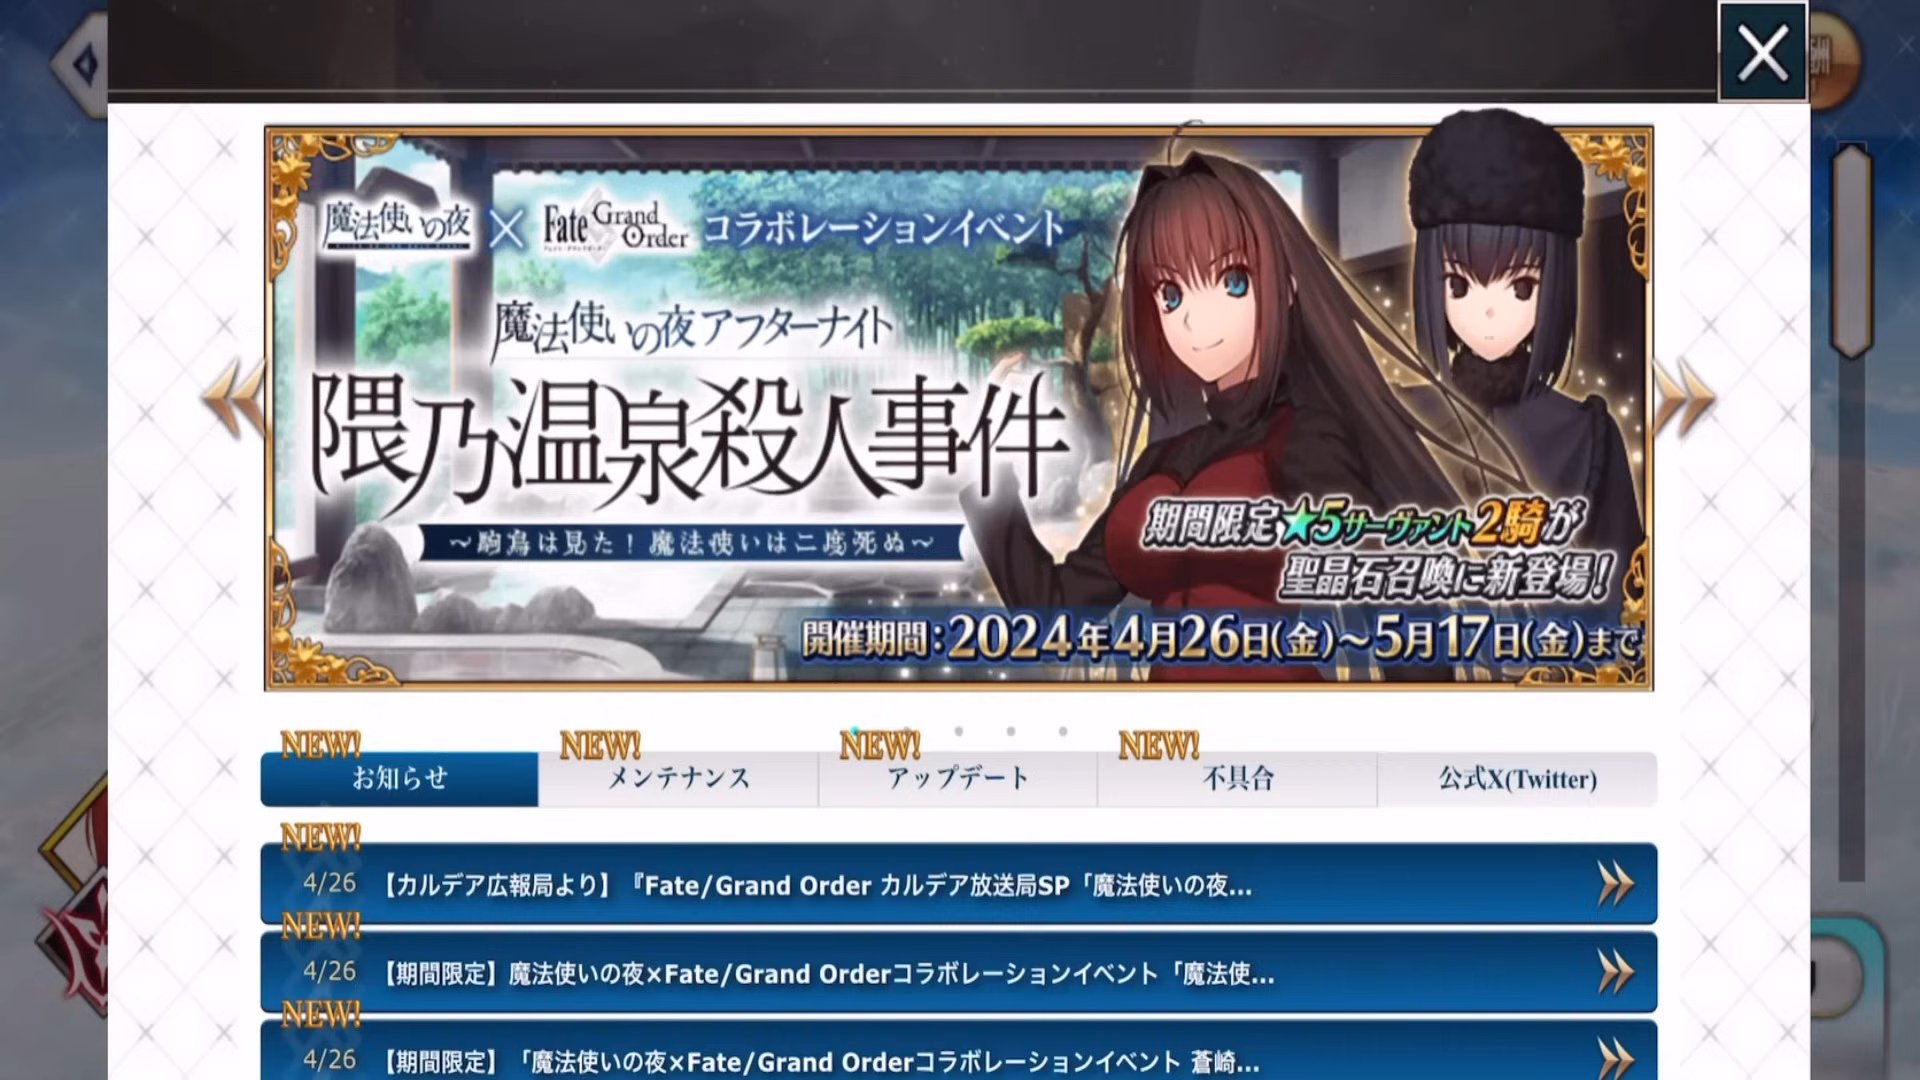 魔法使いの夜 × Fate/Grand Order コラボレーションイベント
魔法使いの夜アフターナイト
隈乃温泉殺人事件
～駒鳥は見た！魔法使いは二度死ぬ～
期間限定★5サーヴァント2騎が
聖晶石召喚に新登場！
開催期間：2024年4月26日(金)～5月17日(金)まで
NEW! NEW! NEW! NEW!
お知らせ メンテナンス アップデート 不具合 公式X(Twitter)
NEW!
4/26 【カルデア広報局より】『Fate/Grand Order カルデア放送局SP「魔法使いの夜...
NEW!
4/26 【期間限定】魔法使いの夜×Fate/Grand Orderコラボレーションイベント「魔法使...
NEW!
4/26 【期間限定】「魔法使いの夜×Fate/Grand Orderコラボレーションイベント 蒼崎...